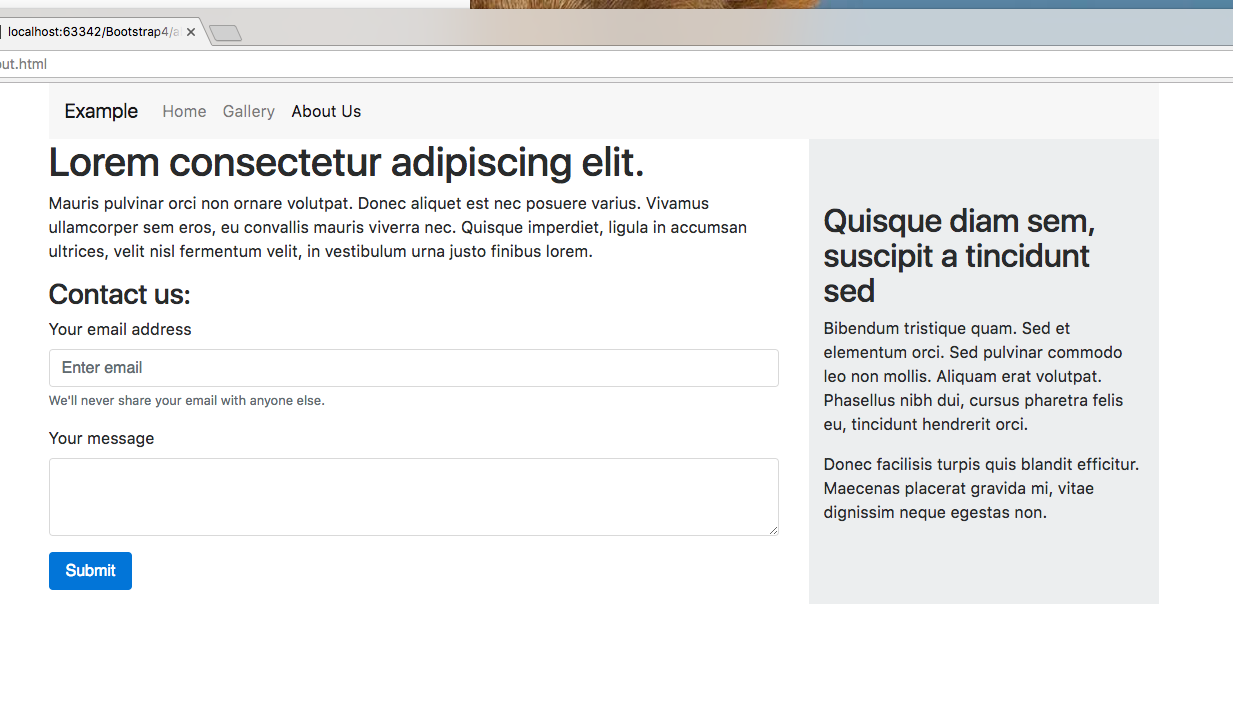 localhost:63342/Bootstrap4/a
out.html
Example Home Gallery About Us
Lorem consectetur adipiscing elit.
Mauris pulvinar orci non ornare volutpat. Donec aliquet est nec posuere varius. Vivamus
ullamcorper sem eros, eu convallis mauris viverra nec. Quisque imperdiet, ligula in accumsan
ultrices, velit nisl fermentum velit, in vestibulum urna justo finibus lorem.
Contact us:
Your email address
Enter email
We'll never share your email with anyone else.
Your message
Submit
Quisque diam sem,
suscipit a tincidunt
sed
Bibendum tristique quam. Sed et
elementum orci. Sed pulvinar commodo
leo non mollis. Aliquam erat volutpat.
Phasellus nibh dui, cursus pharetra felis
eu, tincidunt hendrerit orci.
Donec facilisis turpis quis blandit efficitur.
Maecenas placerat gravida mi, vitae
dignissim neque egestas non.